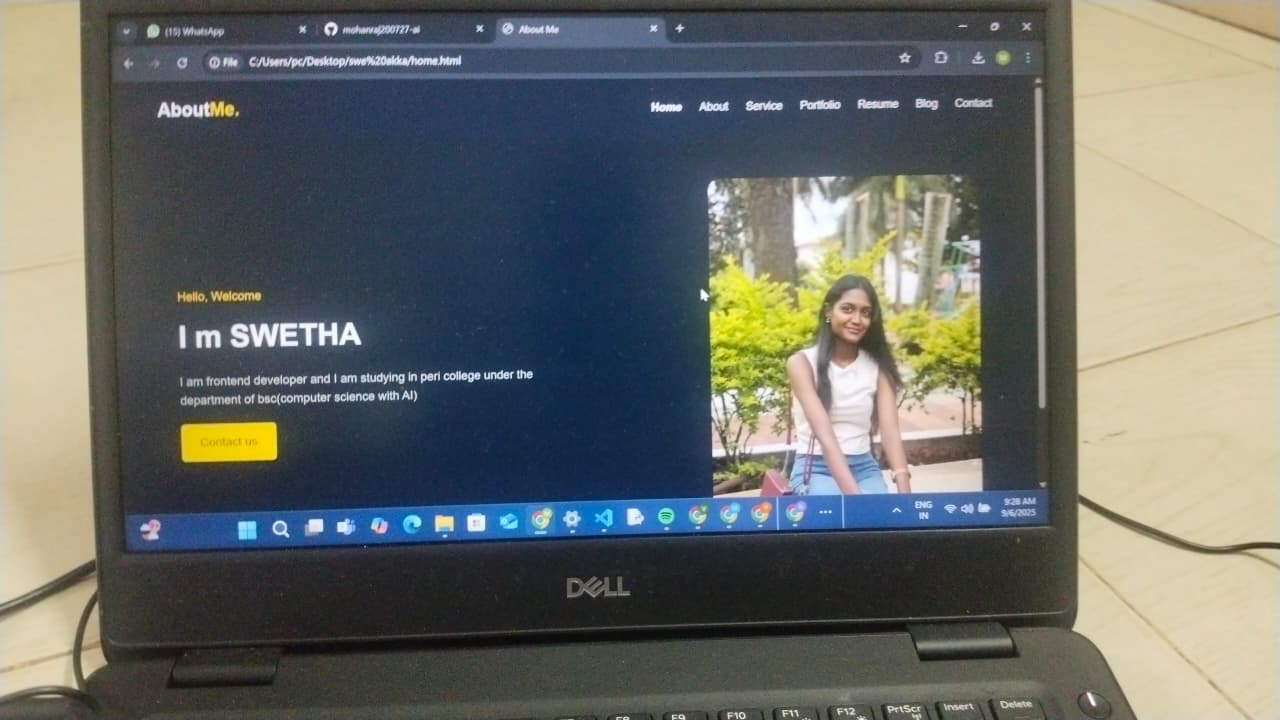 (15) WhatsApp
mohanraj200727-ai
About Me
File
C:/Users/pc/Desktop/swe%20akka/home.html
AboutMe.
Home
About
Service
Portfolio
Resume
Blog
Contact
Hello, Welcome
I m SWETHA
I am frontend developer and I am studying in peri college under the
department of bsc(computer science with AI)
Contact us
ENG
IN
9:28 AM
9/6/2025
DELL
F8
F9
F10
F11
F12
PrtScr
Insert
Delete